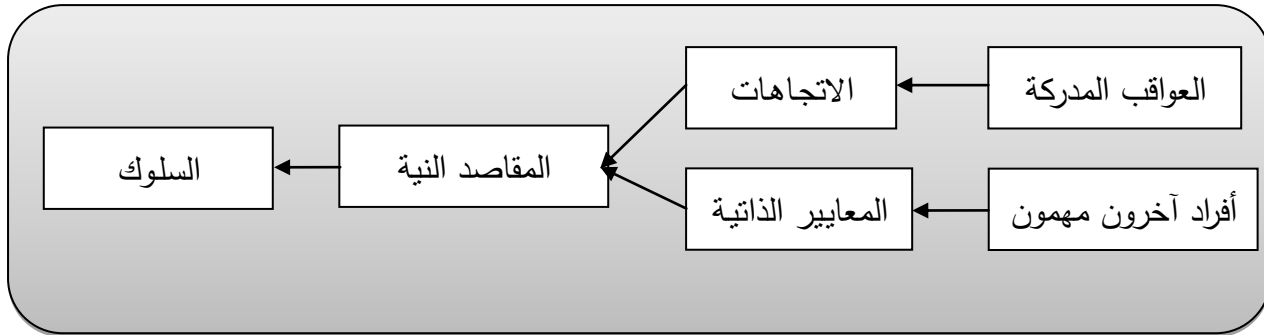 العواقب المدركة
الاتجاهات
أفراد آخرون مهمون
المعايير الذاتية
المقاصد النية
السلوك